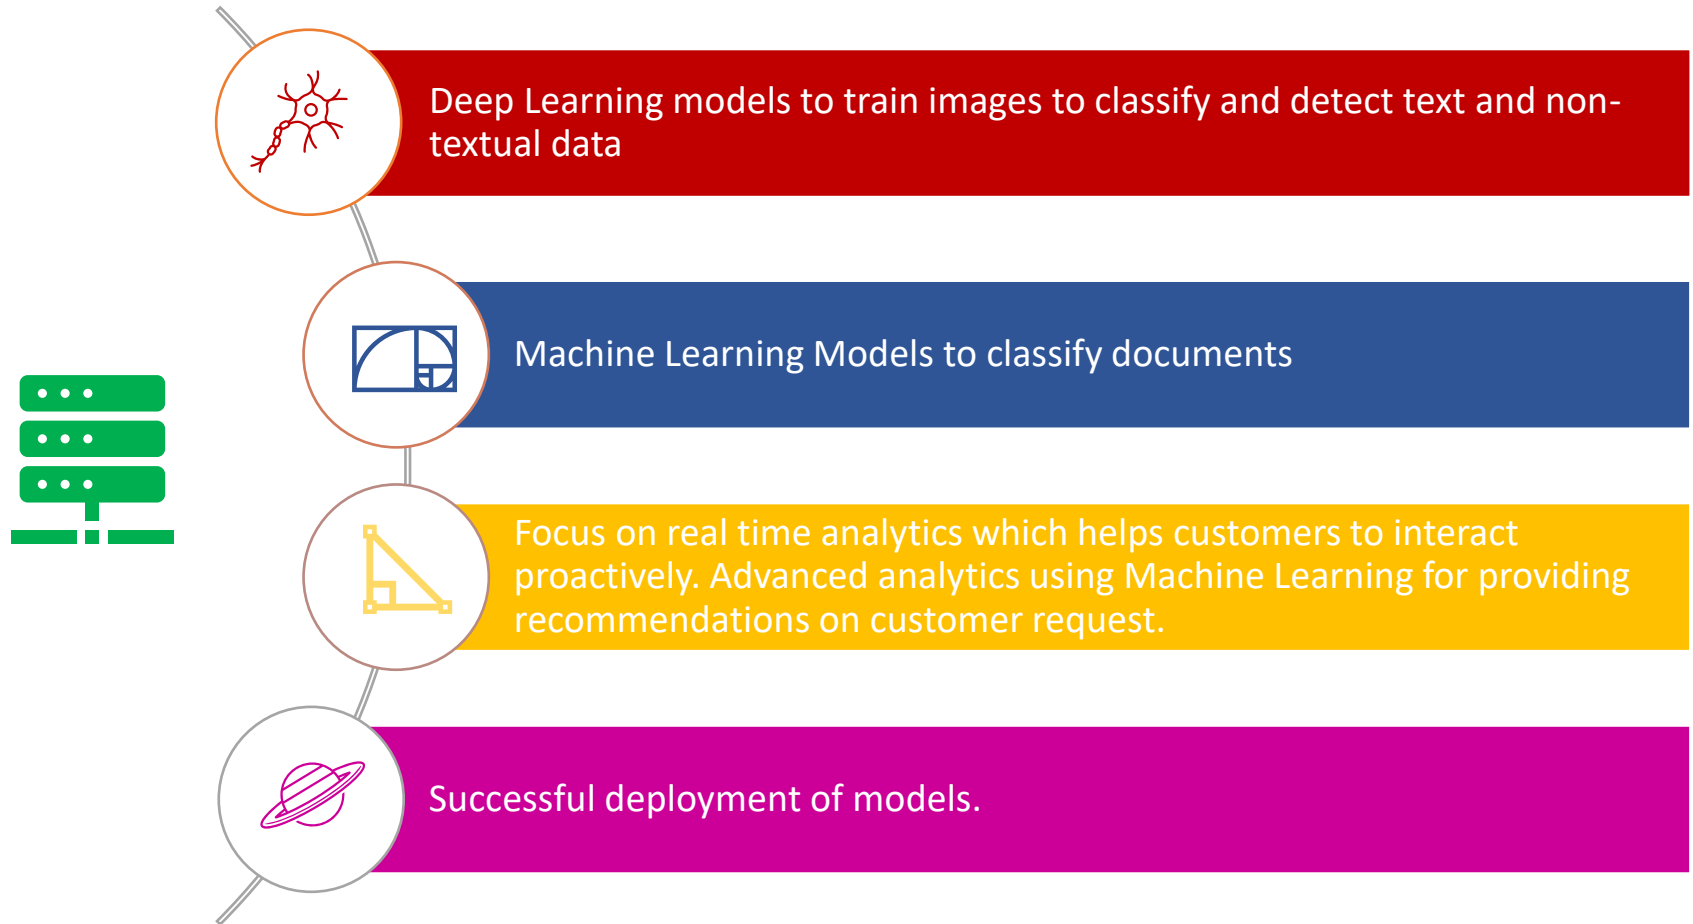 Deep Learning models to train images to classify and detect text and non-
textual data
Machine Learning Models to classify documents
Focus on real time analytics which helps customers to interact
proactively. Advanced analytics using Machine Learning for providing
recommendations on customer request.
Successful deployment of models.